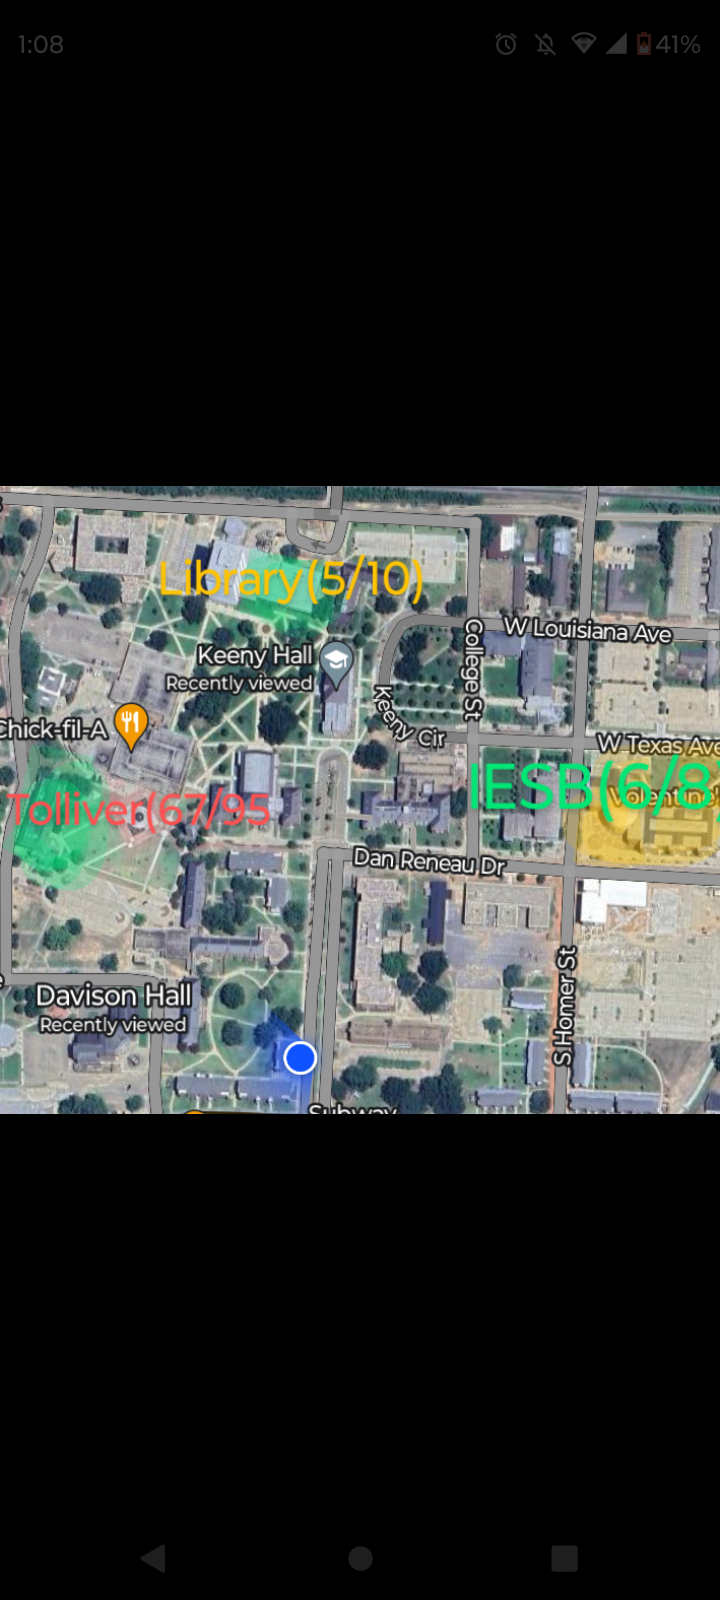 1:08
41%
Library(5/10)
W Louisiana Ave
College St
Keeny Hall
Recently viewed
Keeny Cir
Chick-fil-A
W Texas Ave
IESB(6/8)
Tolliver(67/95
Dan Reneau Dr
S Homer St
Davison Hall
Recently viewed
Subway